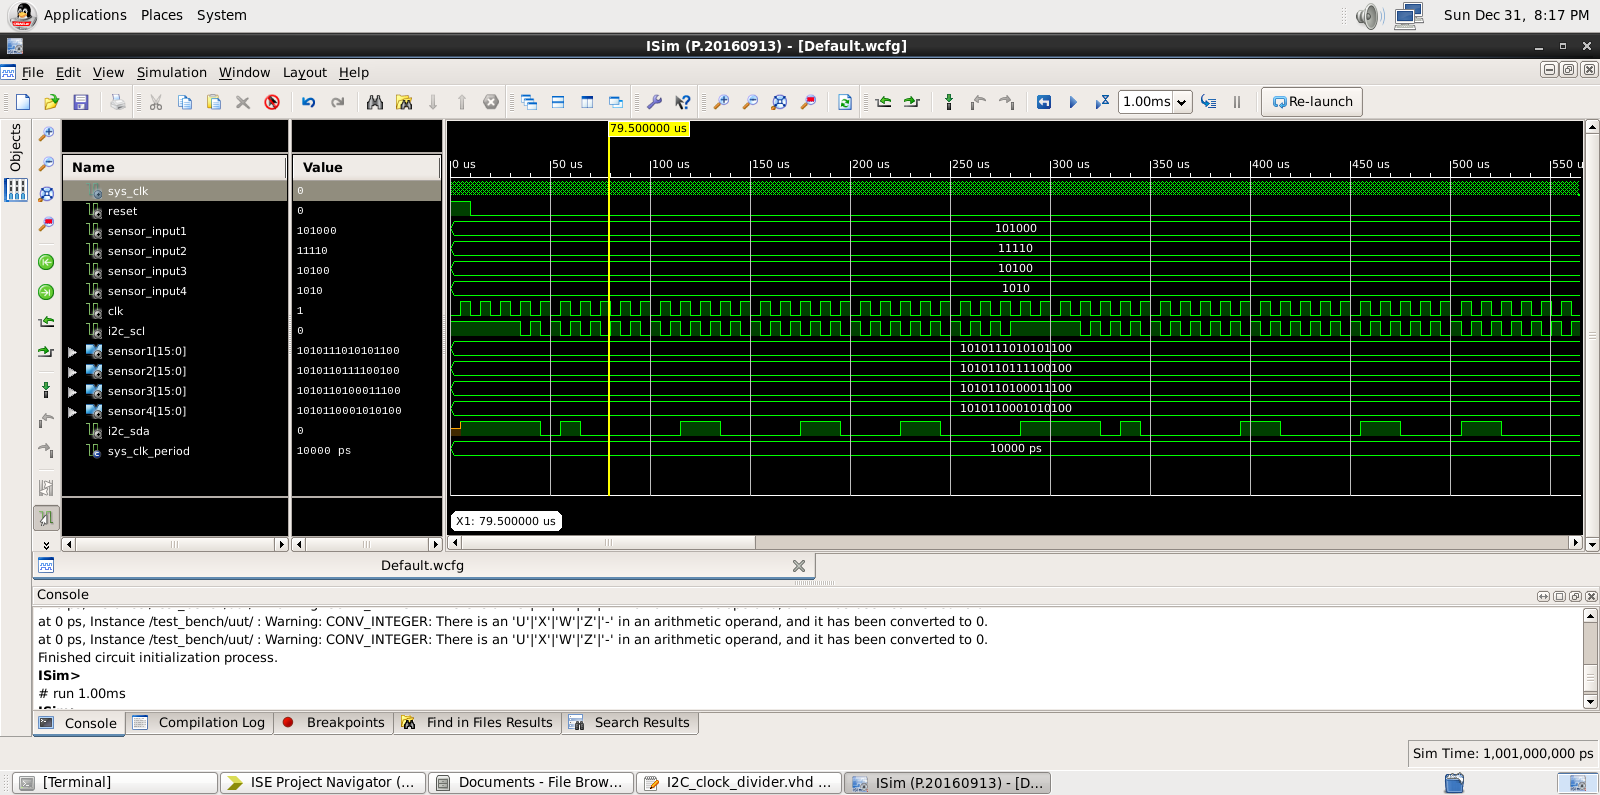 Applications Places System
Sun Dec 31, 8:17 PM
ISim (P.20160913) - [Default.wcfg]
File Edit View Simulation Window Layout Help
1.00ms
Re-launch
Objects
79.500000 us
Name Value
0 us 50 us 100 us 150 us 200 us 250 us 300 us 350 us 400 us 450 us 500 us 550 u
sys_clk 0
reset 0
sensor_input1 101000 101000
sensor_input2 11110 11110
sensor_input3 10100 10100
sensor_input4 1010 1010
clk 1
i2c_scl 0
sensor1[15:0] 1010111010101100 1010111010101100
sensor2[15:0] 1010110111100100 1010110111100100
sensor3[15:0] 1010110100011100 1010110100011100
sensor4[15:0] 1010110001010100 1010110001010100
i2c_sda 0
sys_clk_period 10000 ps 10000 ps
X1: 79.500000 us
Default.wcfg
Console
at 0 ps, Instance /test_bench/uut/ : Warning: CONV_INTEGER: There is an 'U'|'X'|'W'|'Z'|'-' in an arithmetic operand, and it has been converted to 0.
at 0 ps, Instance /test_bench/uut/ : Warning: CONV_INTEGER: There is an 'U'|'X'|'W'|'Z'|'-' in an arithmetic operand, and it has been converted to 0.
Finished circuit initialization process.
ISim>
# run 1.00ms
Console Compilation Log Breakpoints Find in Files Results Search Results
Sim Time: 1,001,000,000 ps
[Terminal] ISE Project Navigator (... Documents - File Brow... I2C_clock_divider.vhd ... ISim (P.20160913) - [D...